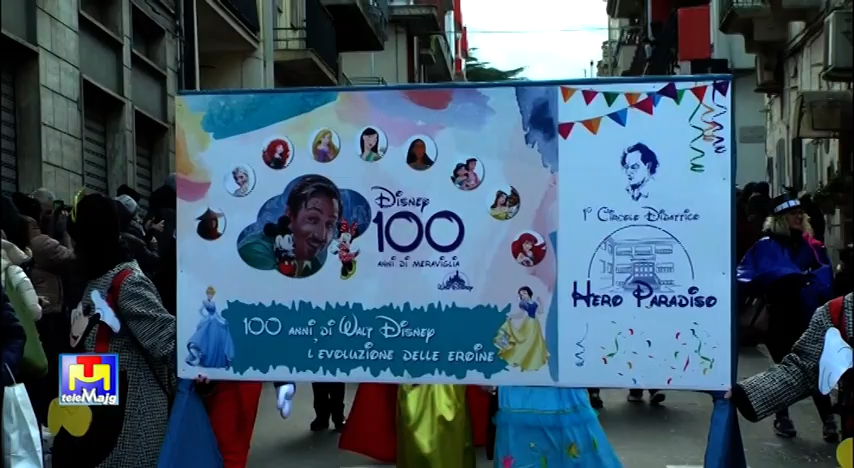 Disney
100
ANNI DI MERAVIGLIA
100 ANNI DI WALT DISNEY
L'EVOLUZIONE DELLE EROINE
1° CIRCOLO DIDATTICO
HERO PARADISO
TM
teleMajg